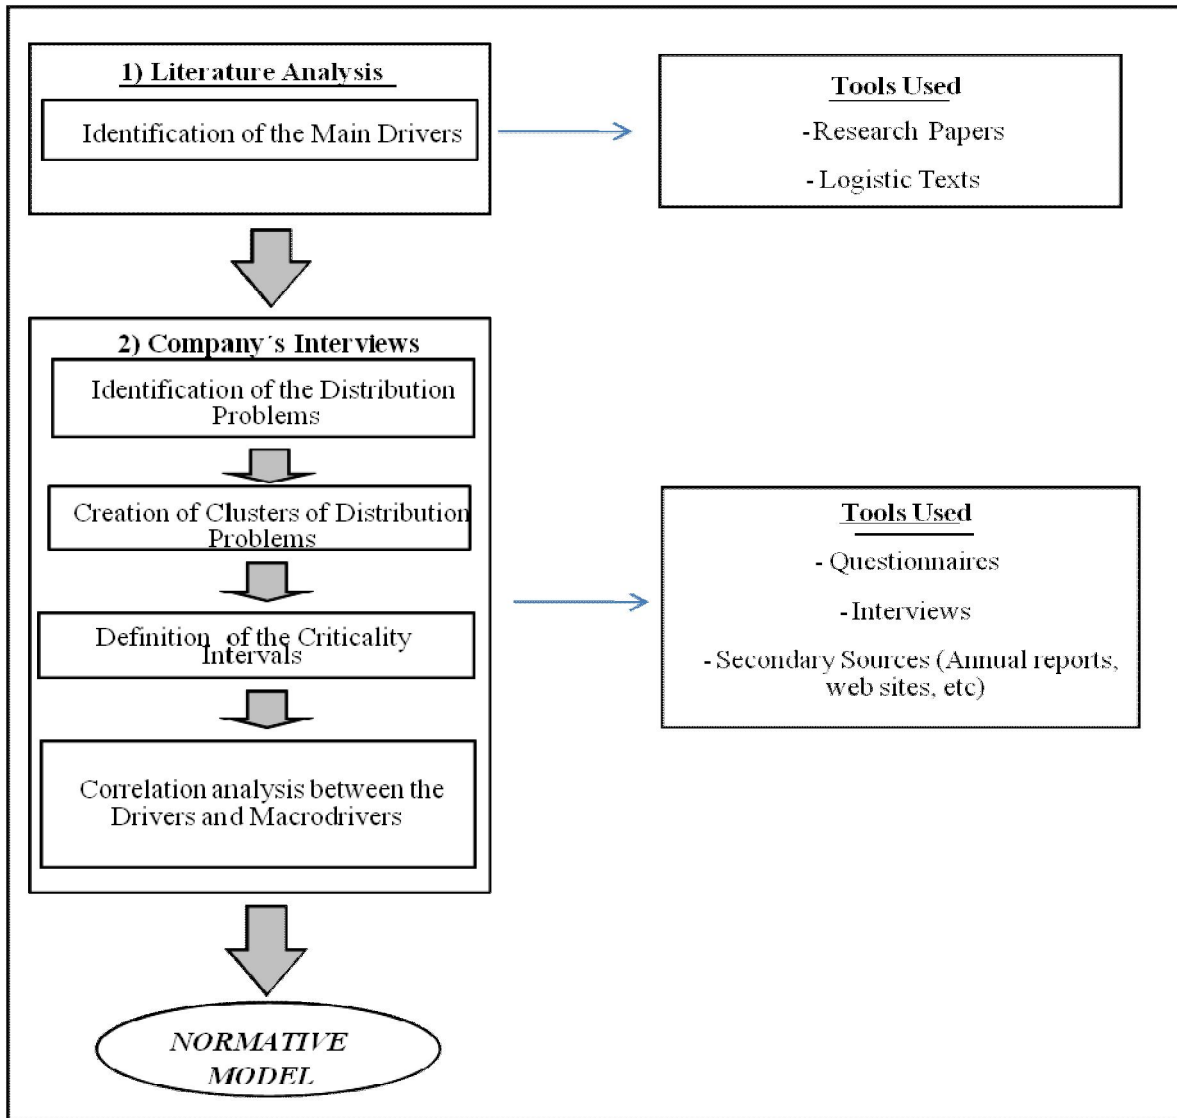 1) Literature Analysis
Identification of the Main Drivers
Tools Used
-Research Papers
- Logistic Texts
2) Company´s Interviews
Identification of the Distribution
Problems
Creation of Clusters of Distribution
Problems
Definition of the Criticality
Intervals
Correlation analysis between the
Drivers and Macrodrivers
Tools Used
- Questionnaires
-Interviews
-Secondary Sources (Annual reports,
web sites, etc)
NORMATIVE
MODEL